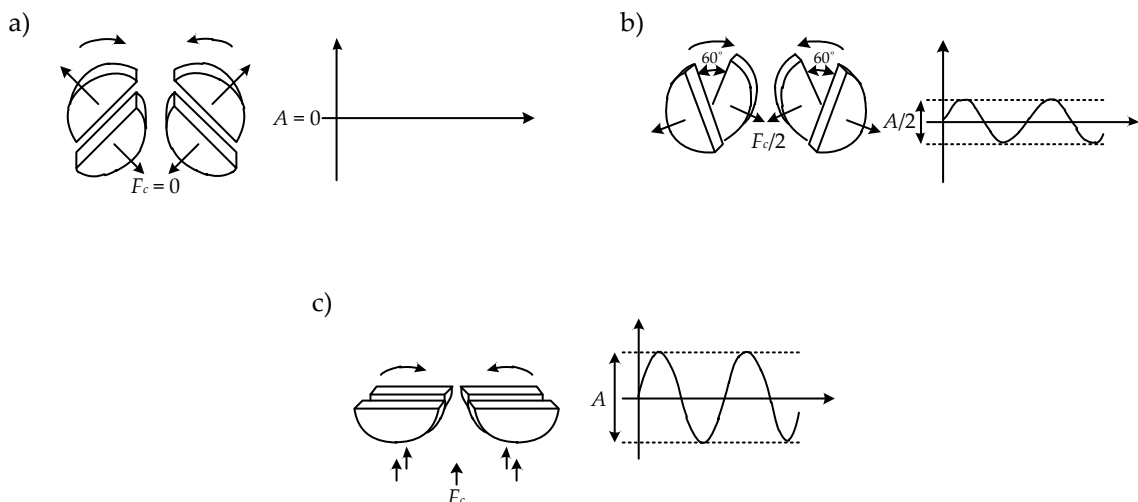 a)
A = 0
F_c = 0
b)
60°
60°
F_c/2
A/2
c)
A
F_c